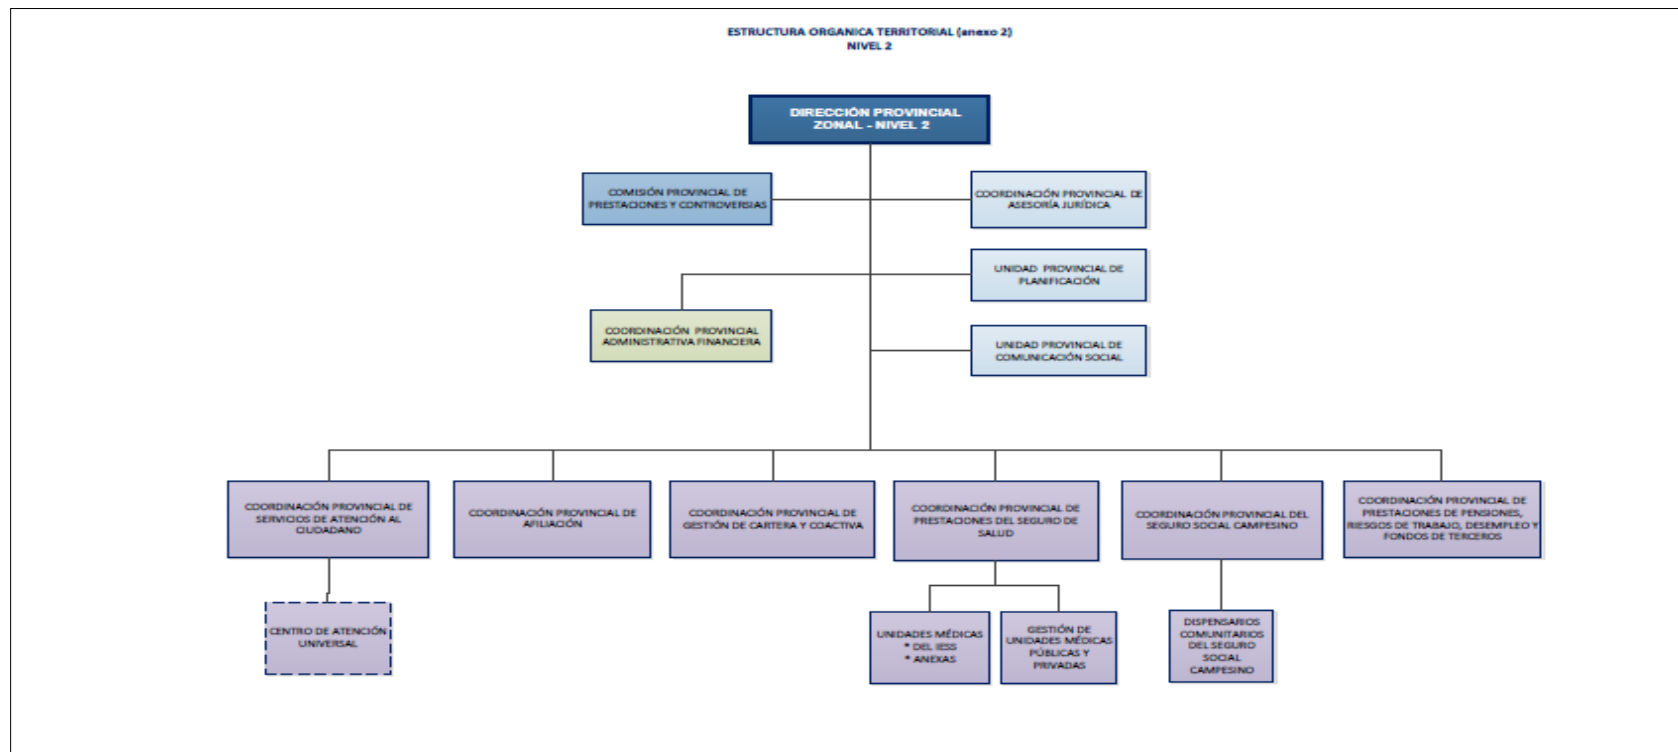 ESTRUCTURA ORGANICA TERRITORIAL (anexo 2)
NIVEL 2
DIRECCIÓN PROVINCIAL
ZONAL - NIVEL 2
COMISIÓN PROVINCIAL DE
PRESTACIONES Y CONTROVERSIAS
COORDINACIÓN PROVINCIAL DE
ASESORÍA JURÍDICA
UNIDAD PROVINCIAL DE
PLANIFICACIÓN
COORDINACIÓN PROVINCIAL
ADMINISTRATIVA FINANCIERA
UNIDAD PROVINCIAL DE
COMUNICACIÓN SOCIAL
COORDINACIÓN PROVINCIAL DE
SERVICIOS DE ATENCIÓN AL
CIUDADANO
COORDINACIÓN PROVINCIAL DE
AFILIACIÓN
COORDINACIÓN PROVINCIAL DE
GESTIÓN DE CARTERA Y COACTIVA
COORDINACIÓN PROVINCIAL DE
PRESTACIONES DEL SEGURO DE
SALUD
COORDINACIÓN PROVINCIAL DEL
SEGURO SOCIAL CAMPESINO
COORDINACIÓN PROVINCIAL DE
PRESTACIONES DE PENSIONES,
RIESGOS DE TRABAJO, DESEMPLEO Y
FONDOS DE TERCEROS
CENTRO DE ATENCIÓN
UNIVERSAL
UNIDADES MÉDICAS
* DEL IESS
* ANEXAS
GESTIÓN DE
UNIDADES MÉDICAS
PÚBLICAS Y
PRIVADAS
DISPENSARIOS
COMUNITARIOS
DEL SEGURO
SOCIAL
CAMPESINO